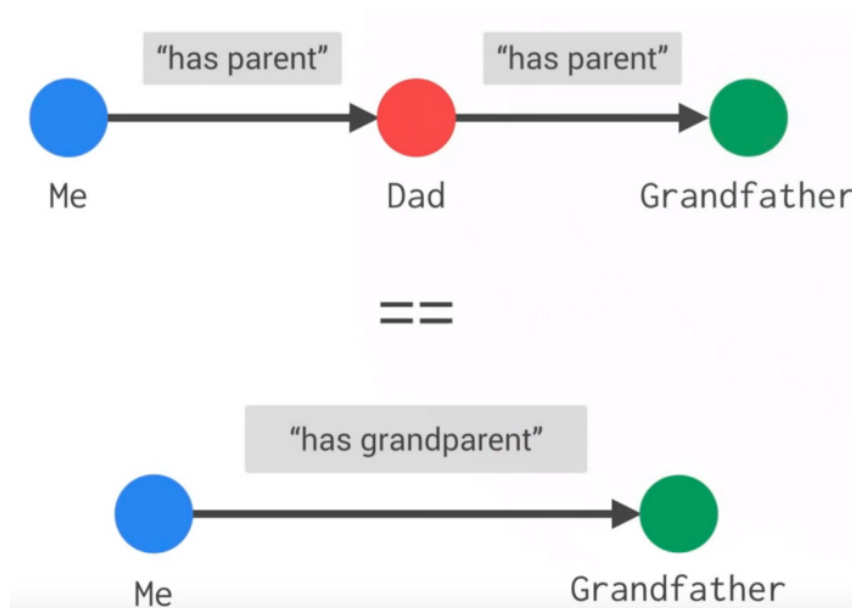 “has parent” “has parent”
Me Dad Grandfather
==
“has grandparent”
Me Grandfather